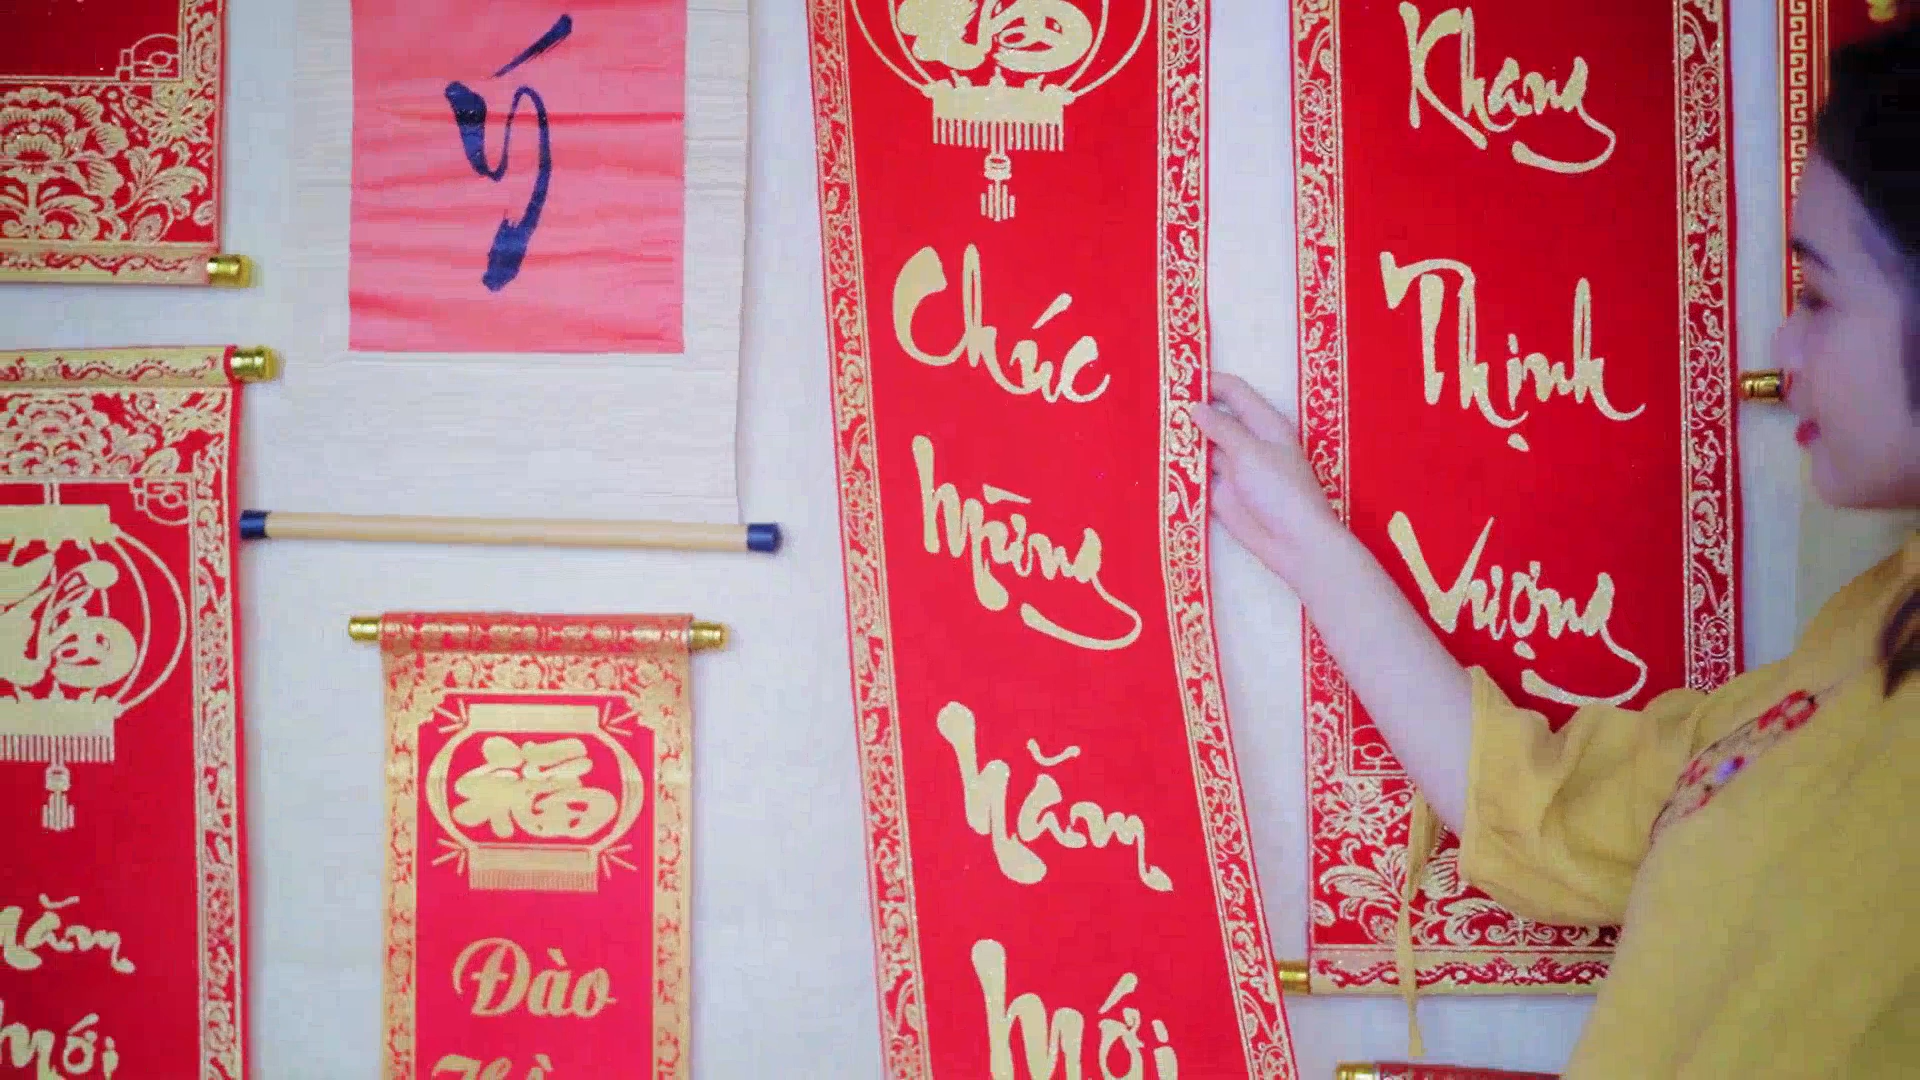 Ý
福
Chúc
Mừng
Năm
Mới
Khang
Thịnh
Vượng
福
Năm
Mới
福
Đào